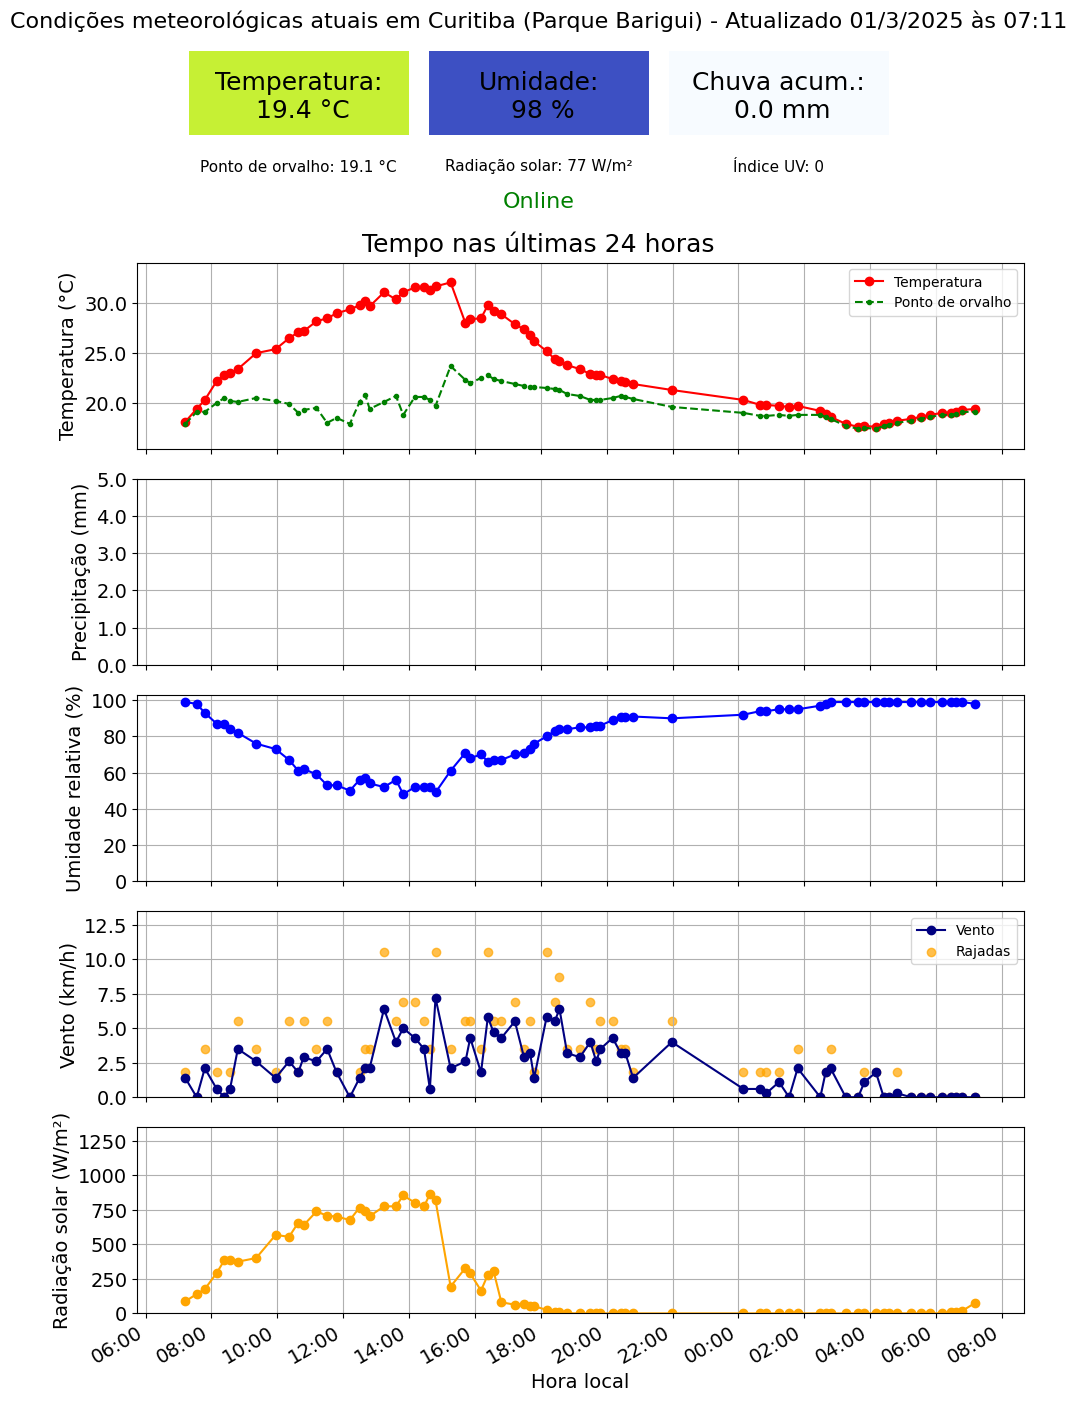 Condições meteorológicas atuais em Curitiba (Parque Barigui) - Atualizado 01/3/2025 às 07:11
Temperatura:
19.4 °C
Umidade:
98 %
Chuva acum.:
0.0 mm
Ponto de orvalho: 19.1 °C
Radiação solar: 77 W/m²
Índice UV: 0
Online
Tempo nas últimas 24 horas
Temperatura (°C)
30.0
25.0
20.0
Temperatura
Ponto de orvalho
Precipitação (mm)
5.0
4.0
3.0
2.0
1.0
0.0
Umidade relativa (%)
100
80
60
40
20
0
Vento (km/h)
12.5
10.0
7.5
5.0
2.5
0.0
Vento
Rajadas
Radiação solar (W/m²)
1250
1000
750
500
250
0
06:00
08:00
10:00
12:00
14:00
16:00
18:00
20:00
22:00
00:00
02:00
04:00
06:00
08:00
Hora local